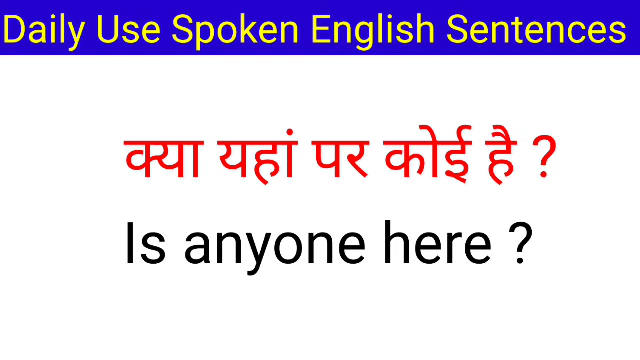 Daily Use Spoken English Sentences
क्या यहां पर कोई है ?
Is anyone here ?